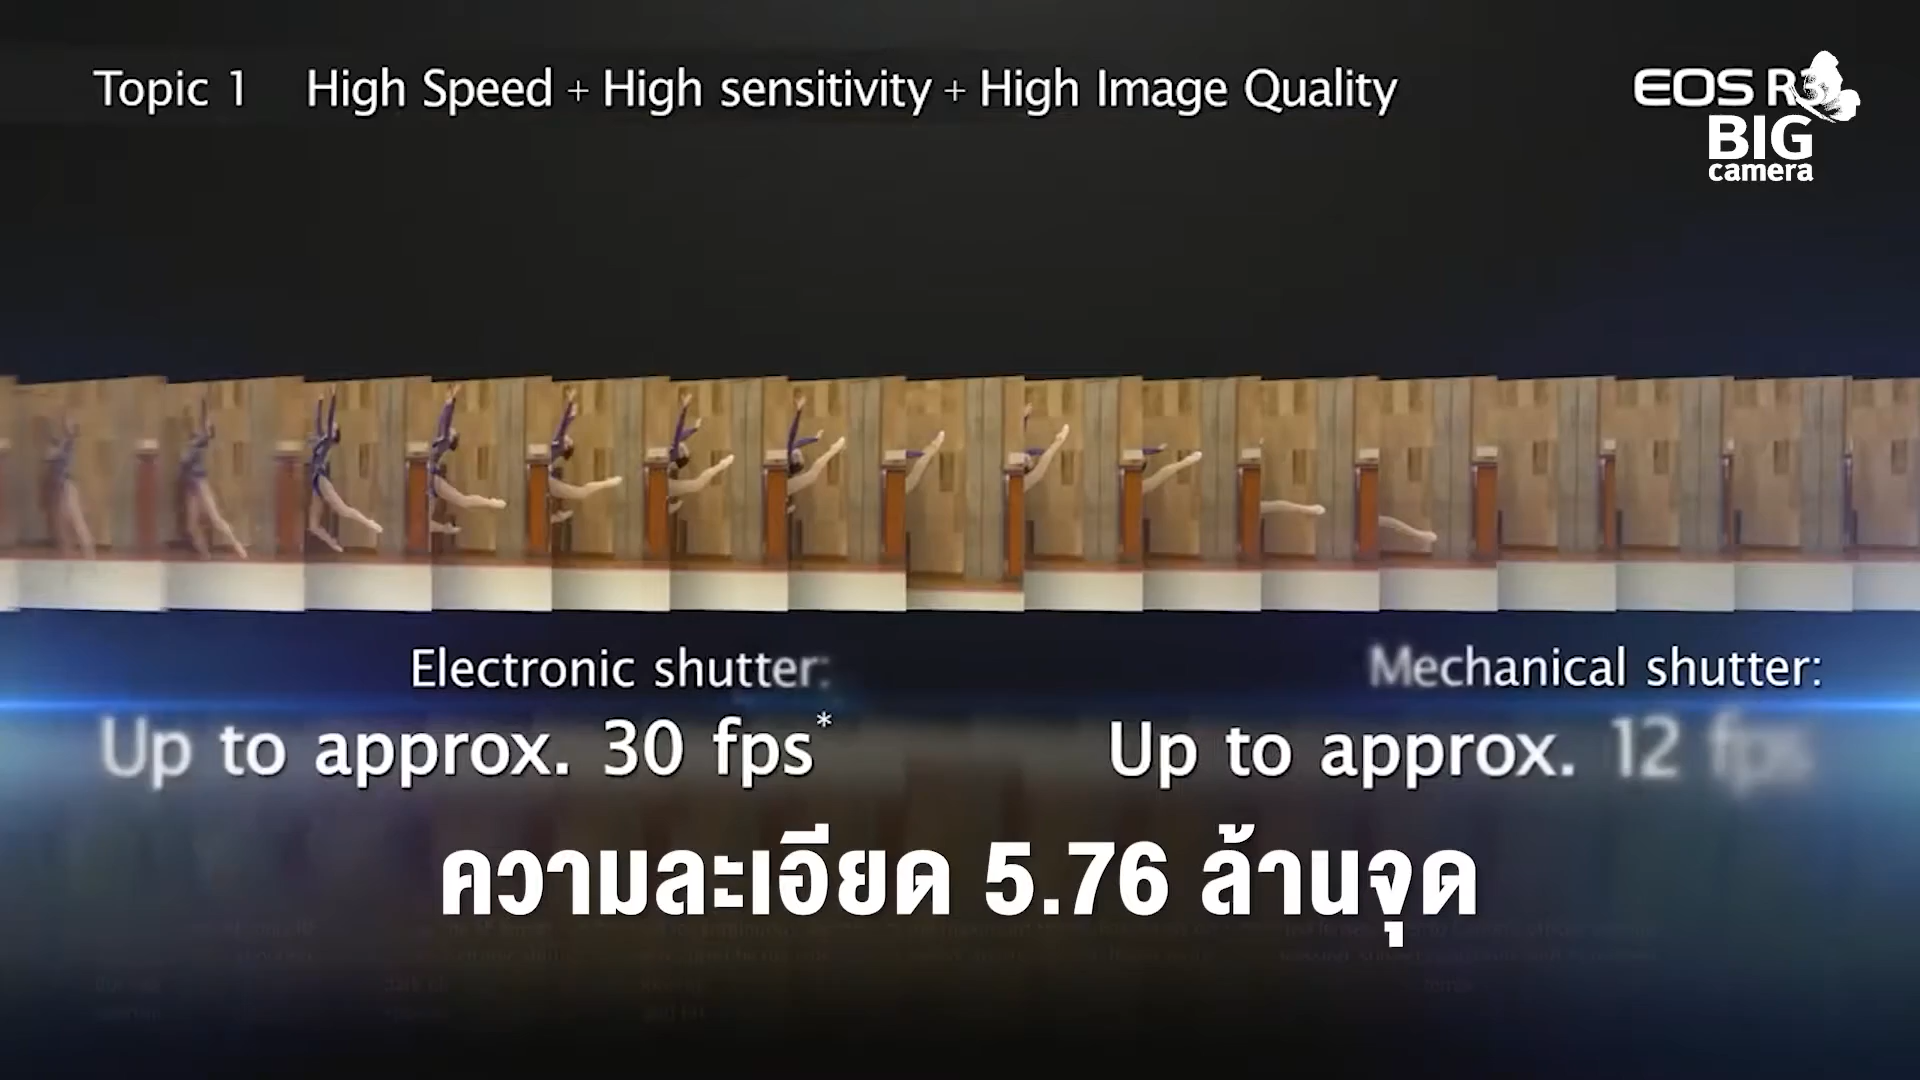 Topic 1 High Speed + High sensitivity + High Image Quality
EOS R3
BIG
camera
Electronic shutter:
Up to approx. 30 fps*
Mechanical shutter:
Up to approx. 12 fps
ความละเอียด 5.76 ล้านจุด